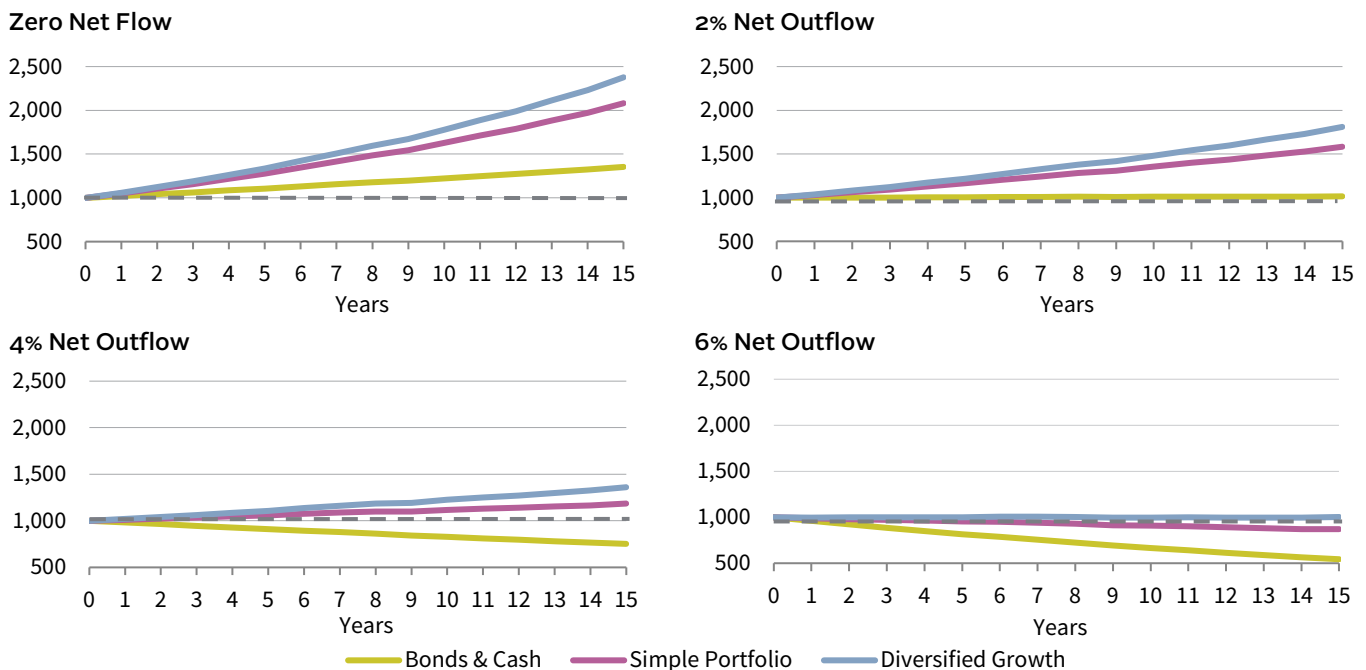 Zero Net Flow
2,500
2,000
1,500
1,000
500
0 1 2 3 4 5 6 7 8 9 10 11 12 13 14 15
Years
2% Net Outflow
2,500
2,000
1,500
1,000
500
0 1 2 3 4 5 6 7 8 9 10 11 12 13 14 15
Years
4% Net Outflow
2,500
2,000
1,500
1,000
500
0 1 2 3 4 5 6 7 8 9 10 11 12 13 14 15
Years
6% Net Outflow
2,500
2,000
1,500
1,000
500
0 1 2 3 4 5 6 7 8 9 10 11 12 13 14 15
Years
Bonds & Cash Simple Portfolio Diversified Growth